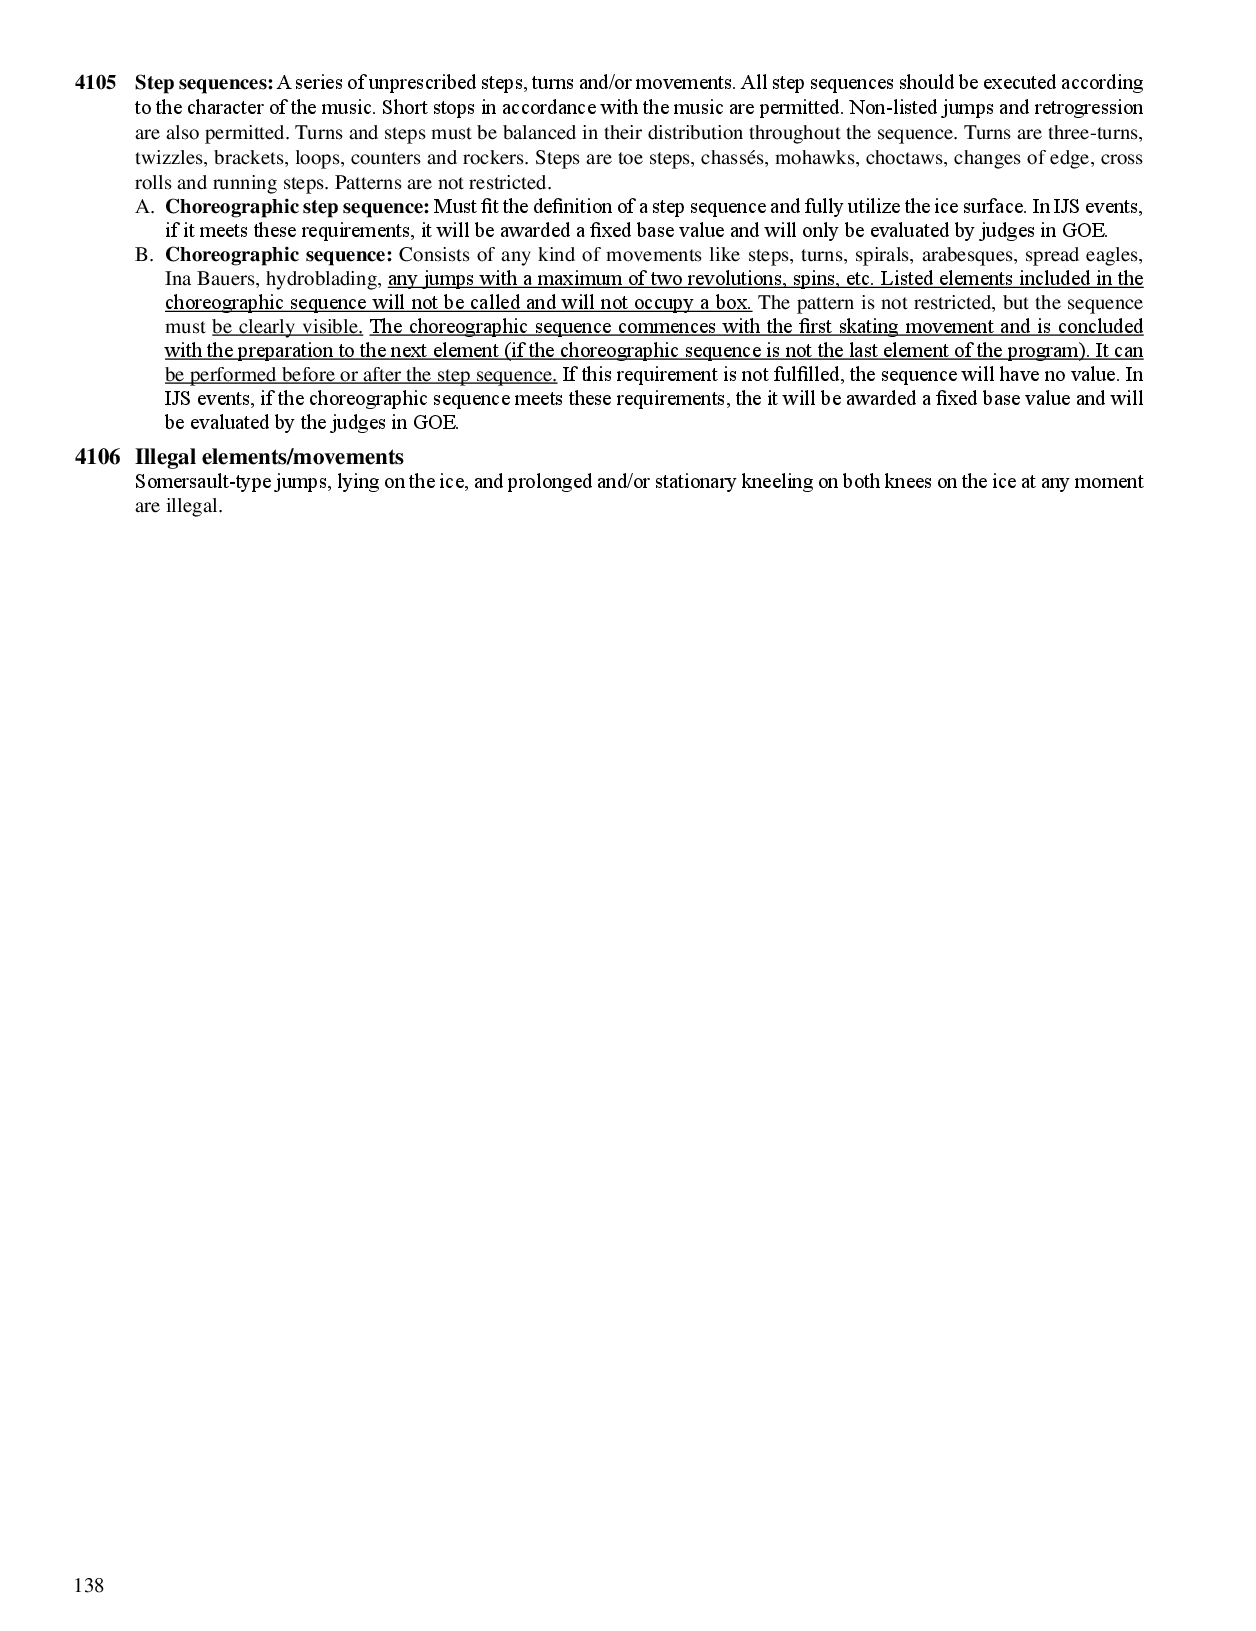 4105 Step sequences: A series of unprescribed steps, turns and/or movements. All step sequences should be executed according
to the character of the music. Short stops in accordance with the music are permitted. Non-listed jumps and retrogression
are also permitted. Turns and steps must be balanced in their distribution throughout the sequence. Turns are three-turns,
twizzles, brackets, loops, counters and rockers. Steps are toe steps, chassés, mohawks, choctaws, changes of edge, cross
rolls and running steps. Patterns are not restricted.
A. Choreographic step sequence: Must fit the definition of a step sequence and fully utilize the ice surface. In IJS events,
if it meets these requirements, it will be awarded a fixed base value and will only be evaluated by judges in GOE.
B. Choreographic sequence: Consists of any kind of movements like steps, turns, spirals, arabesques, spread eagles,
Ina Bauers, hydroblading, any jumps with a maximum of two revolutions, spins, etc. Listed elements included in the
choreographic sequence will not be called and will not occupy a box. The pattern is not restricted, but the sequence
must be clearly visible. The choreographic sequence commences with the first skating movement and is concluded
with the preparation to the next element (if the choreographic sequence is not the last element of the program). It can
be performed before or after the step sequence. If this requirement is not fulfilled, the sequence will have no value. In
IJS events, if the choreographic sequence meets these requirements, the it will be awarded a fixed base value and will
be evaluated by the judges in GOE.
4106 Illegal elements/movements
Somersault-type jumps, lying on the ice, and prolonged and/or stationary kneeling on both knees on the ice at any moment
are illegal.
138